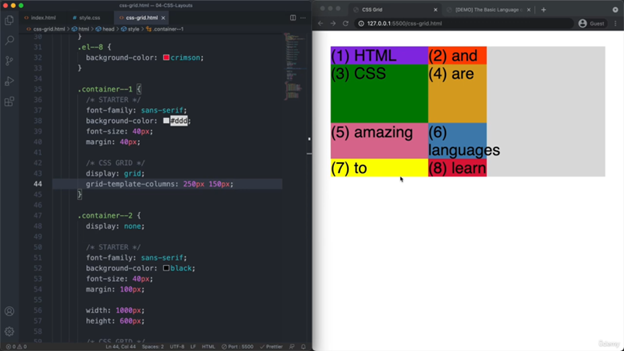 css-grid.html — 04-CSS-Layouts
index.html
style.css
css-grid.html
css-grid.html > html > head > style > .container--1
30 }
31 .el--8 {
32 background-color: crimson;
33 }
34
35 .container--1 {
36 /* STARTER */
37 font-family: sans-serif;
38 background-color: #ddd;
39 font-size: 40px;
40 margin: 40px;
41
42 /* CSS GRID */
43 display: grid;
44 grid-template-columns: 250px 150px;
45 }
46
47 .container--2 {
48 display: none;
49
50 /* STARTER */
51 font-family: sans-serif;
52 background-color: black;
53 font-size: 40px;
54 margin: 100px;
55
56 width: 1000px;
57 height: 600px;
58
59 /* CSS GRID */
0 0
Ln 44, Col 44
Spaces: 2
UTF-8
LF
HTML
Port : 5500
Prettier
CSS Grid
[DEMO] The Basic Language
127.0.0.1:5500/css-grid.html
Guest
(1) HTML
(2) and
(3) CSS
(4) are
(5) amazing
(6)
languages
(7) to
(8) learn
Udemy